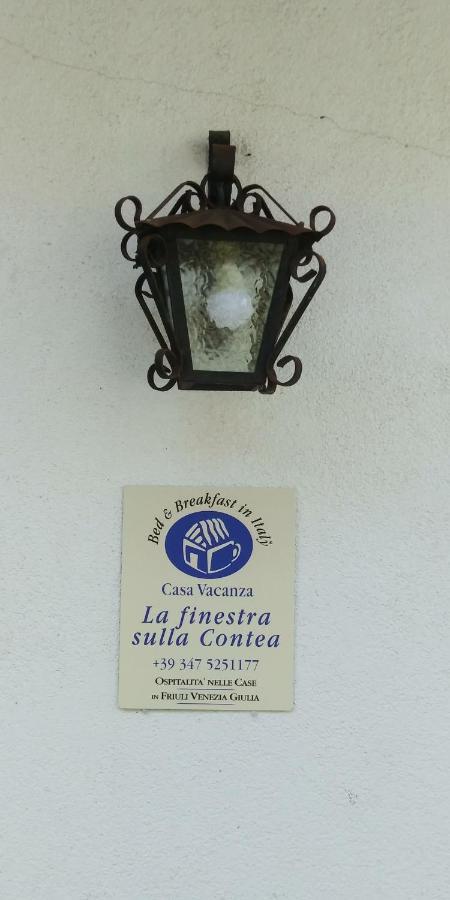 Bed & Breakfast in Italy
Casa Vacanza
La finestra
sulla Contea
+39 347 5251177
OSPITALITA' NELLE CASE
IN FRIULI VENEZIA GIULIA